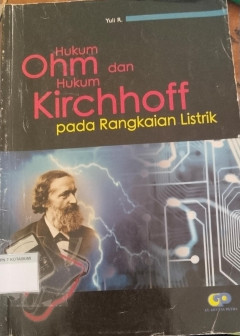 Yuli R.
Hukum
Ohm dan
Hukum
Kirchhoff
pada Rangkaian Listrik